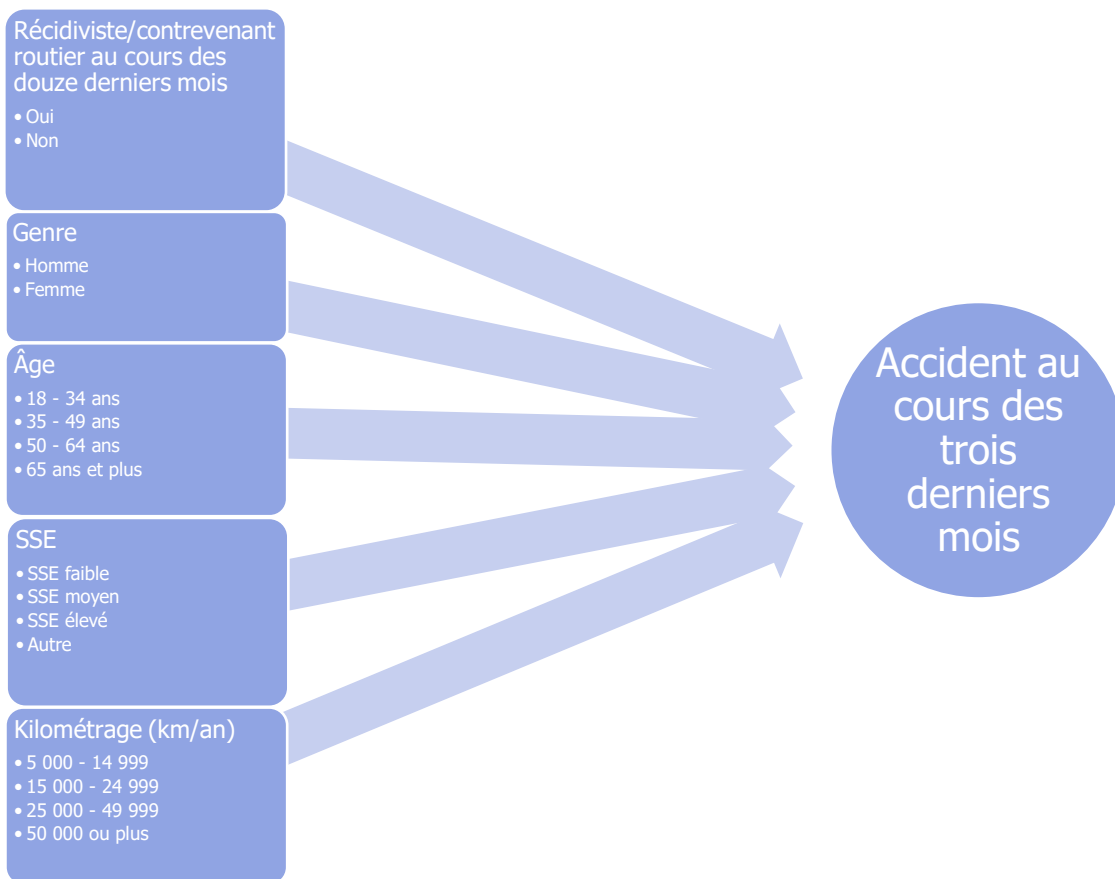 Récidiviste/contrevenant
routier au cours des
douze derniers mois
• Oui
• Non
Genre
• Homme
• Femme
Âge
• 18 - 34 ans
• 35 - 49 ans
• 50 - 64 ans
• 65 ans et plus
SSE
• SSE faible
• SSE moyen
• SSE élevé
• Autre
Kilométrage (km/an)
• 5 000 - 14 999
• 15 000 - 24 999
• 25 000 - 49 999
• 50 000 ou plus
Accident au
cours des
trois
derniers
mois